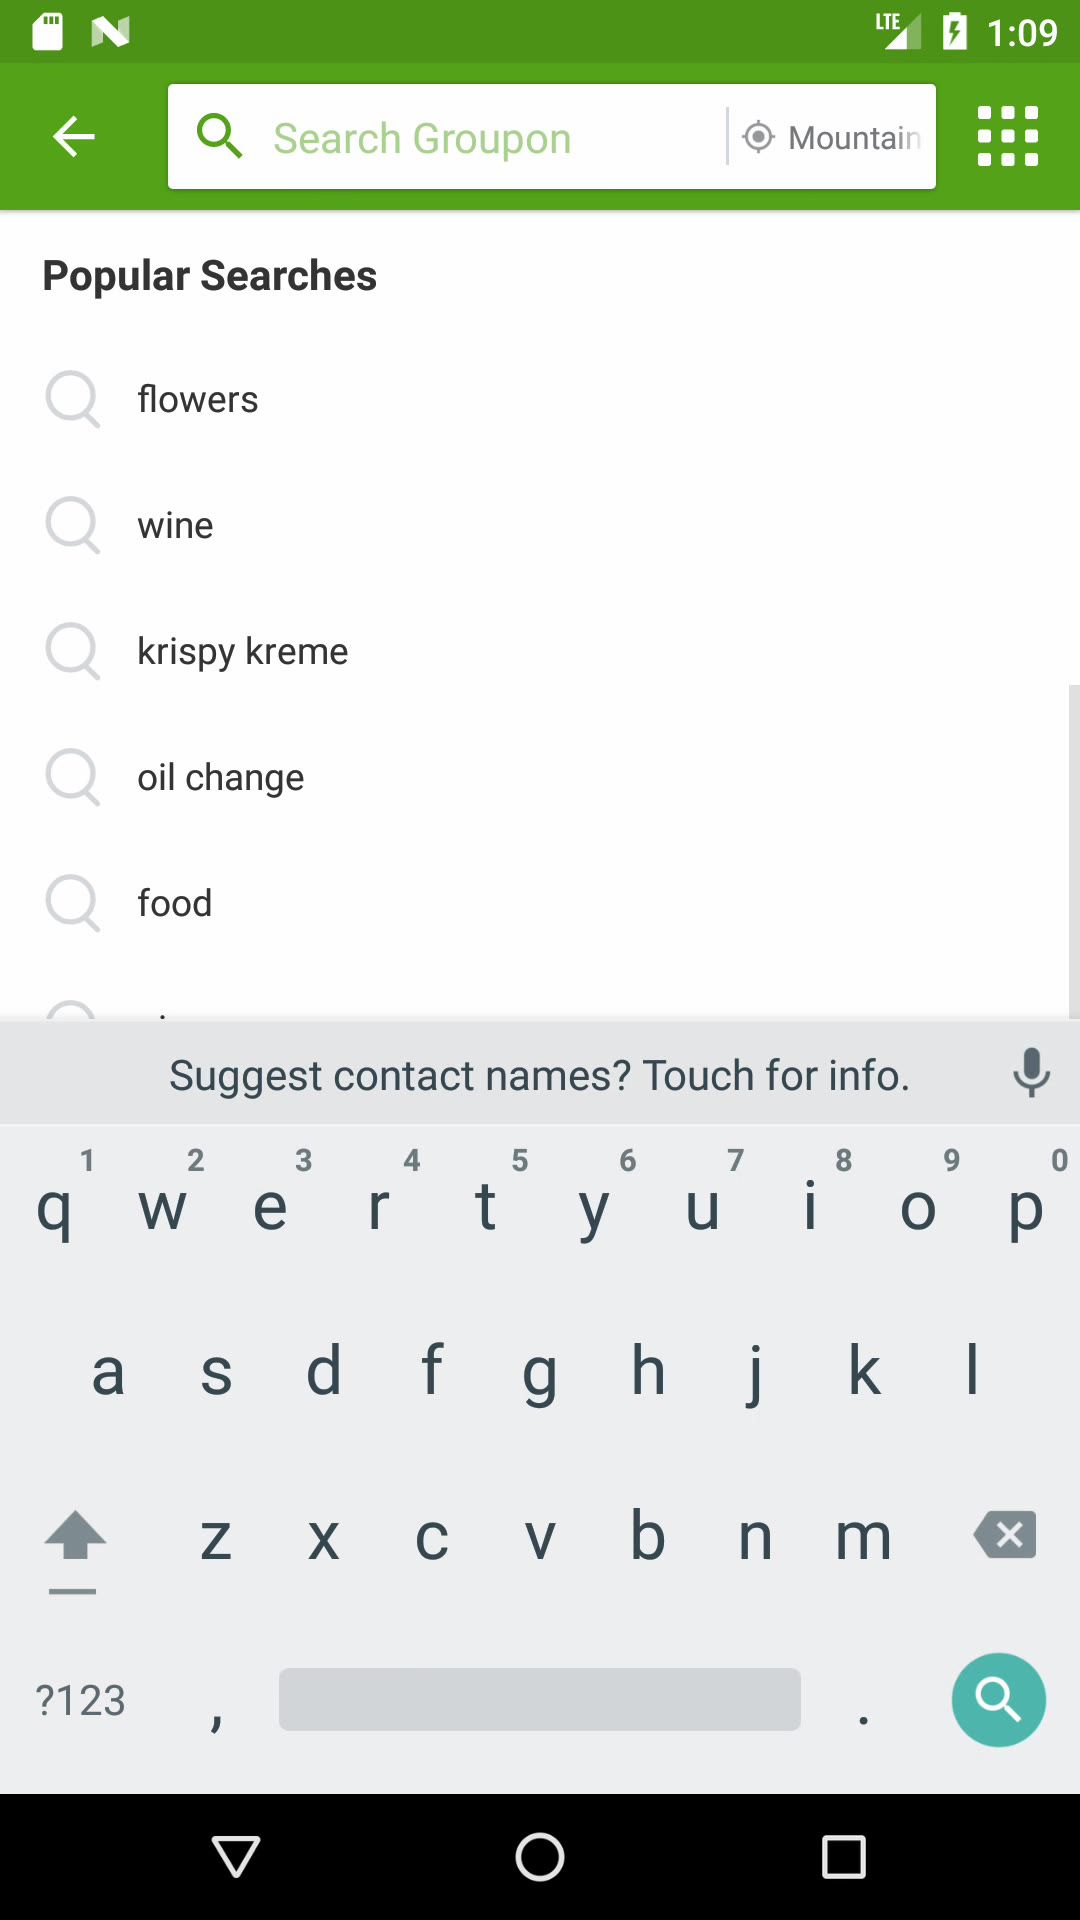 LTE 1:09
Search Groupon Mountain
Popular Searches
flowers
wine
krispy kreme
oil change
food
Suggest contact names? Touch for info.
1 2 3 4 5 6 7 8 9 0
q w e r t y u i o p
a s d f g h j k l
z x c v b n m
?123 , .